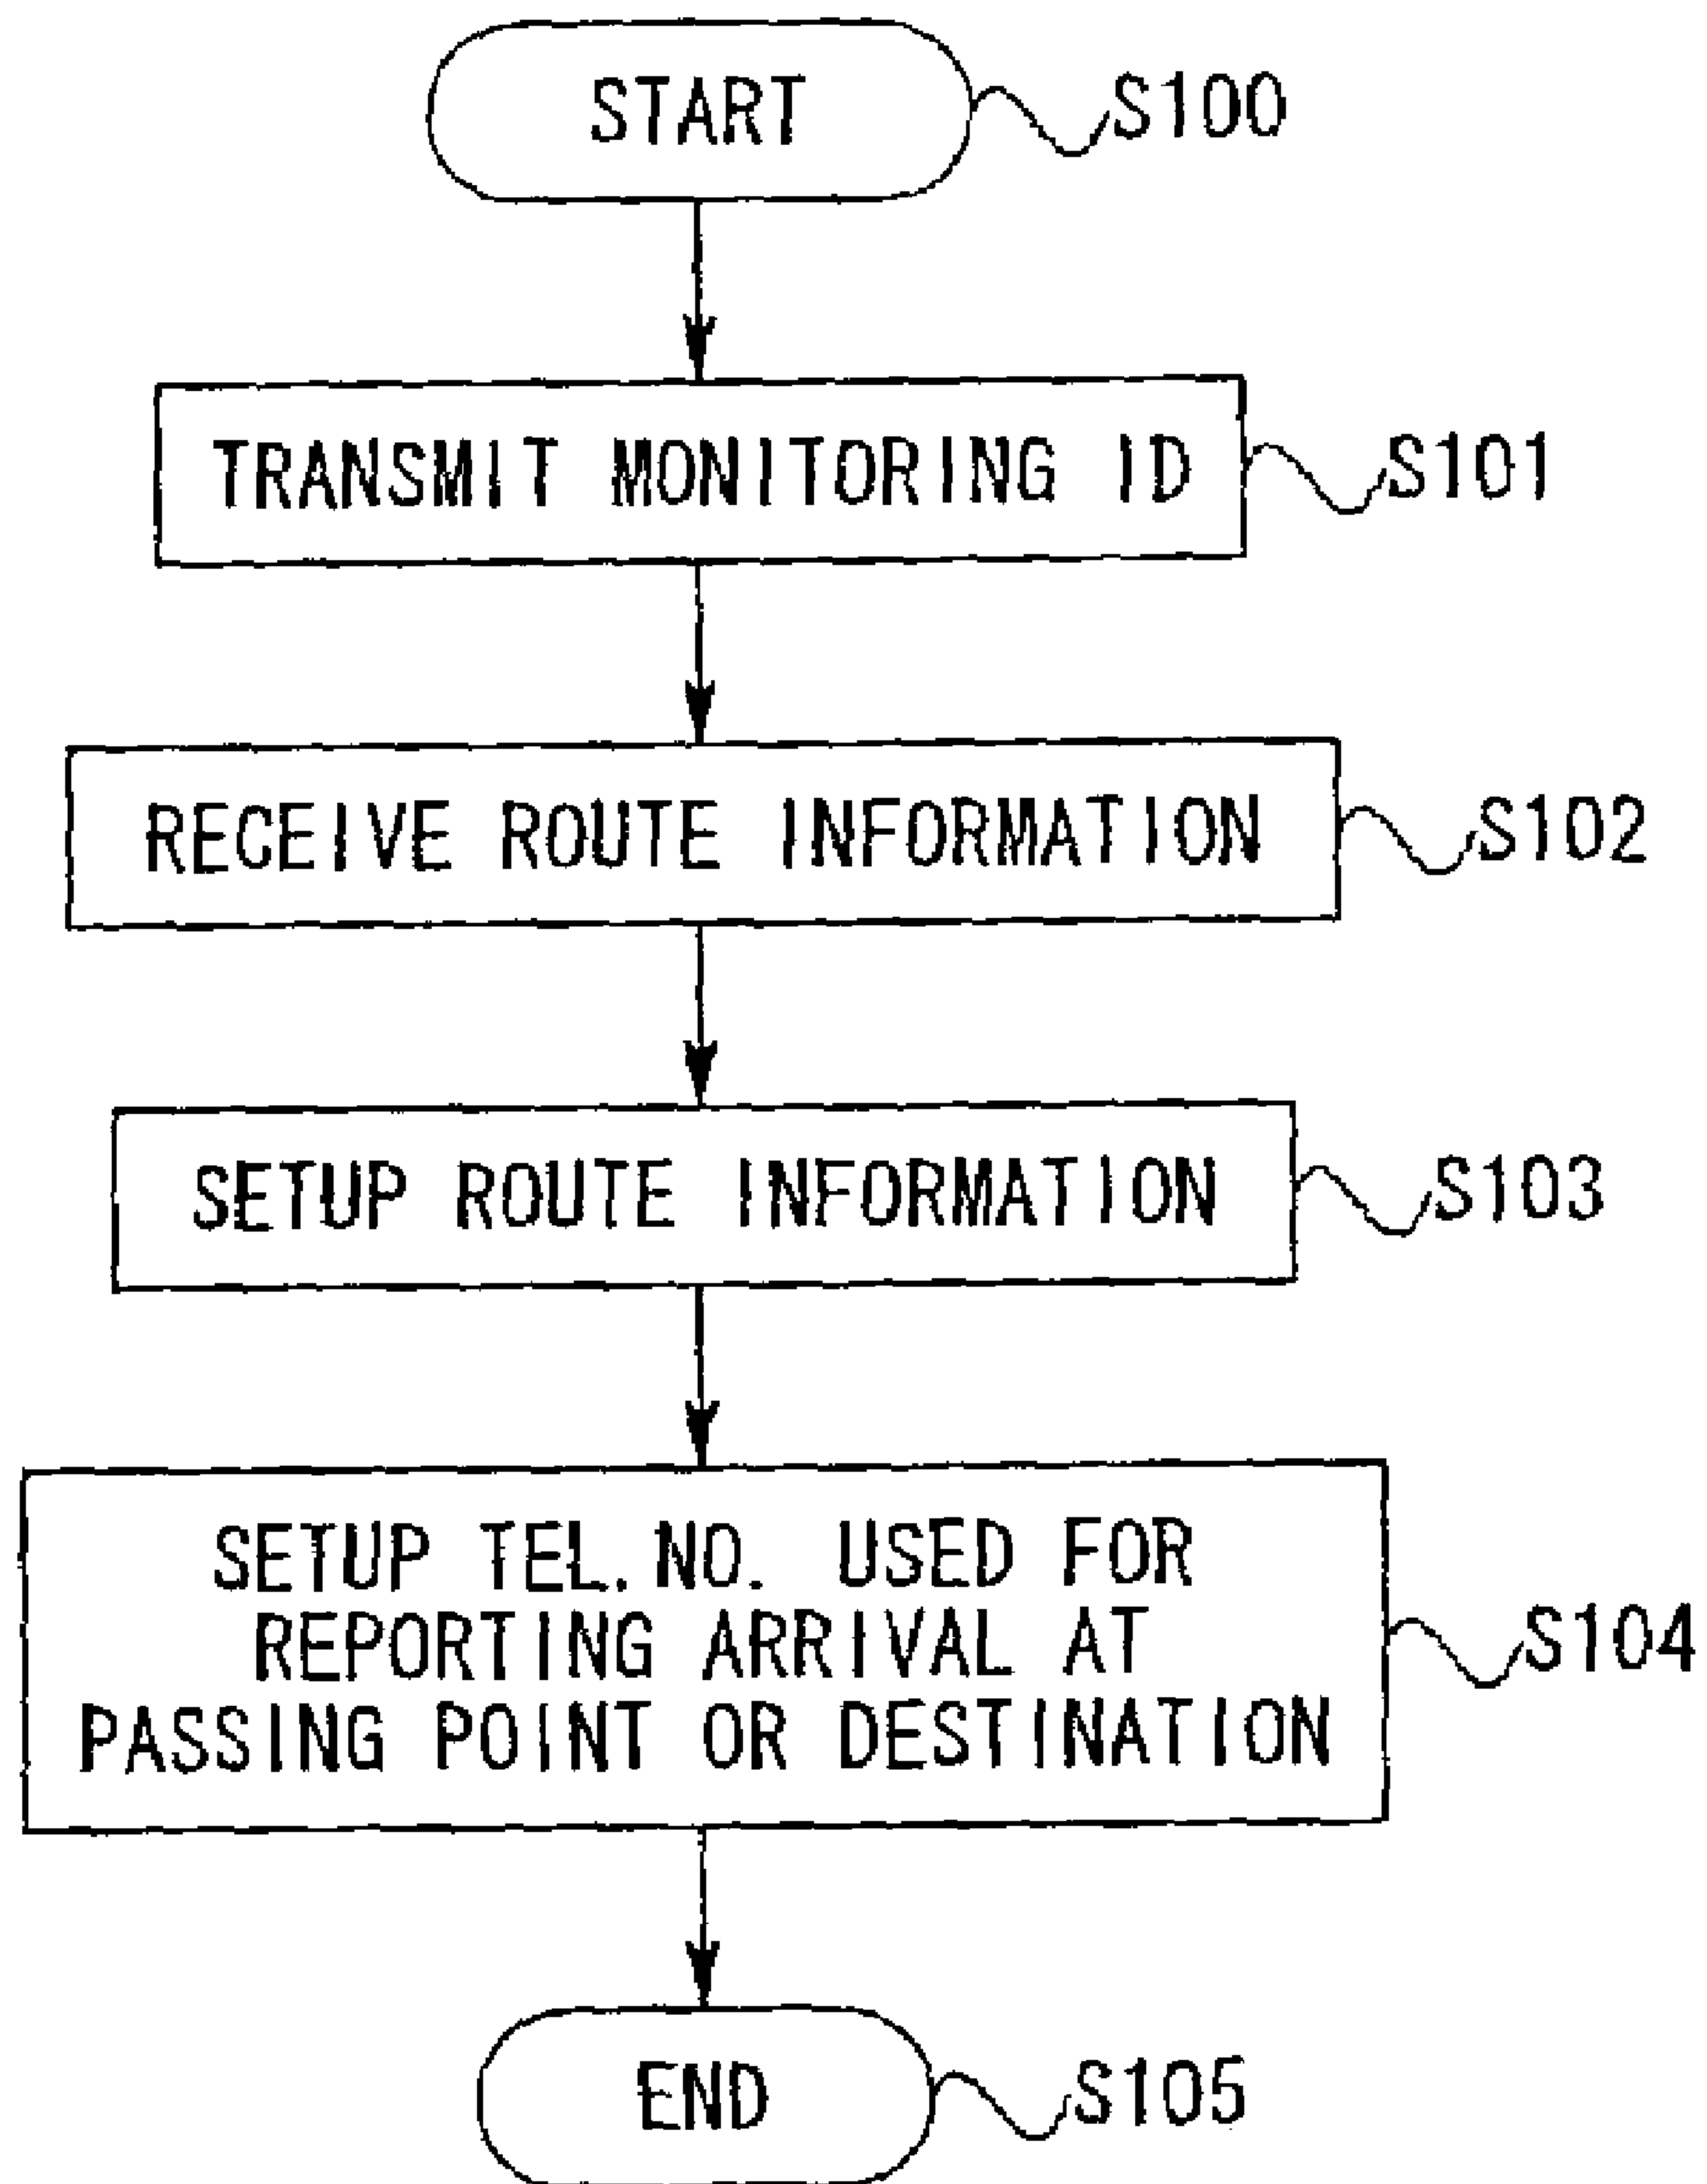 START S100
TRANSMIT MONITORING ID S101
RECEIVE ROUTE INFORMATION S102
SETUP ROUTE INFORMATION S103
SETUP TEL.NO. USED FOR
REPORTING ARRIVAL AT S104
PASSING POINT OR DESTINATION
END S105